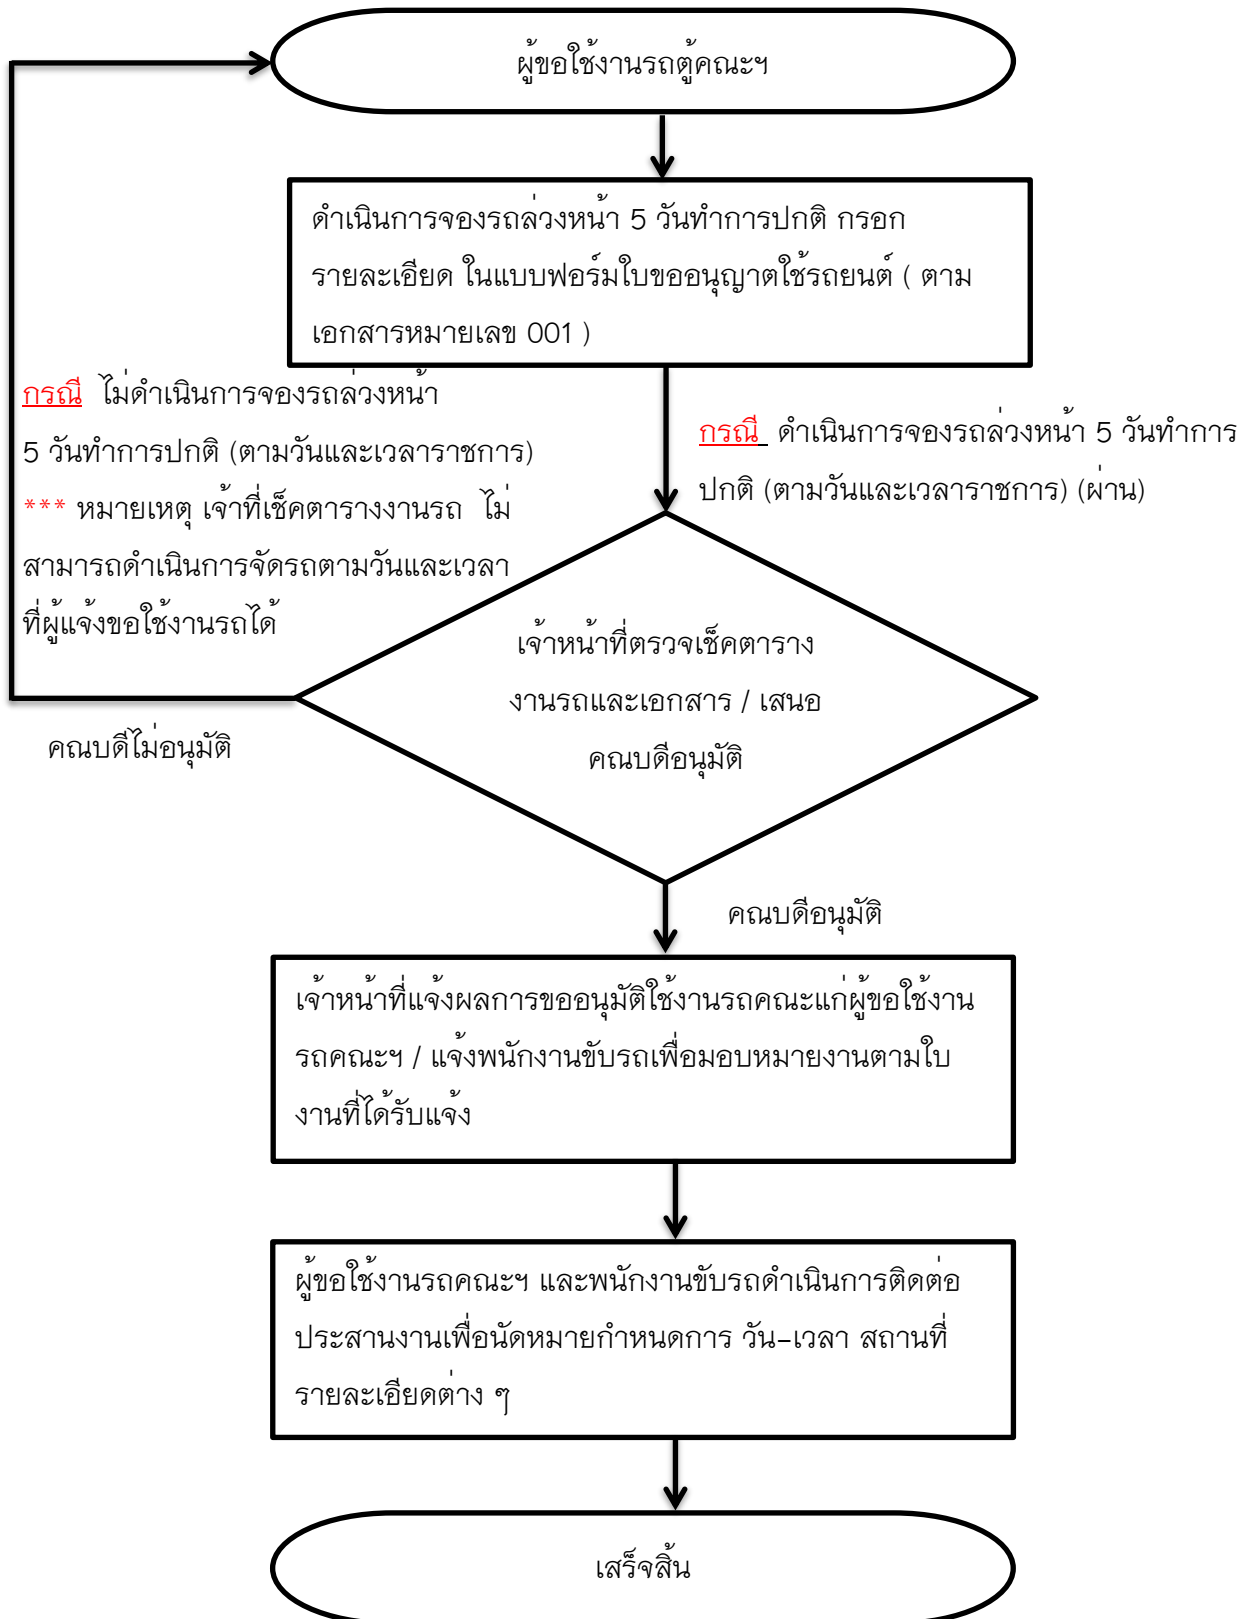 ผู้ขอใช้งานรถตู้คณะฯ
ดำเนินการจองรถล่วงหน้า 5 วันทำการปกติ กรอก
รายละเอียด ในแบบฟอร์มใบขออนุญาตใช้รถยนต์ ( ตาม
เอกสารหมายเลข 001 )
กรณี ไม่ดำเนินการจองรถล่วงหน้า
5 วันทำการปกติ (ตามวันและเวลาราชการ)
*** หมายเหตุ เจ้าที่เช็คตารางงานรถ ไม่
สามารถดำเนินการจัดรถตามวันและเวลา
ที่ผู้แจ้งขอใช้งานรถได้
กรณี ดำเนินการจองรถล่วงหน้า 5 วันทำการ
ปกติ (ตามวันและเวลาราชการ) (ผ่าน)
เจ้าหน้าที่ตรวจเช็คตาราง
งานรถและเอกสาร / เสนอ
คณบดีอนุมัติ
คณบดีไม่อนุมัติ
คณบดีอนุมัติ
เจ้าหน้าที่แจ้งผลการขออนุมัติใช้งานรถคณะแก่ผู้ขอใช้งาน
รถคณะฯ / แจ้งพนักงานขับรถเพื่อมอบหมายงานตามใบ
งานที่ได้รับแจ้ง
ผู้ขอใช้งานรถคณะฯ และพนักงานขับรถดำเนินการติดต่อ
ประสานงานเพื่อนัดหมายกำหนดการ วัน-เวลา สถานที่
รายละเอียดต่าง ๆ
เสร็จสิ้น